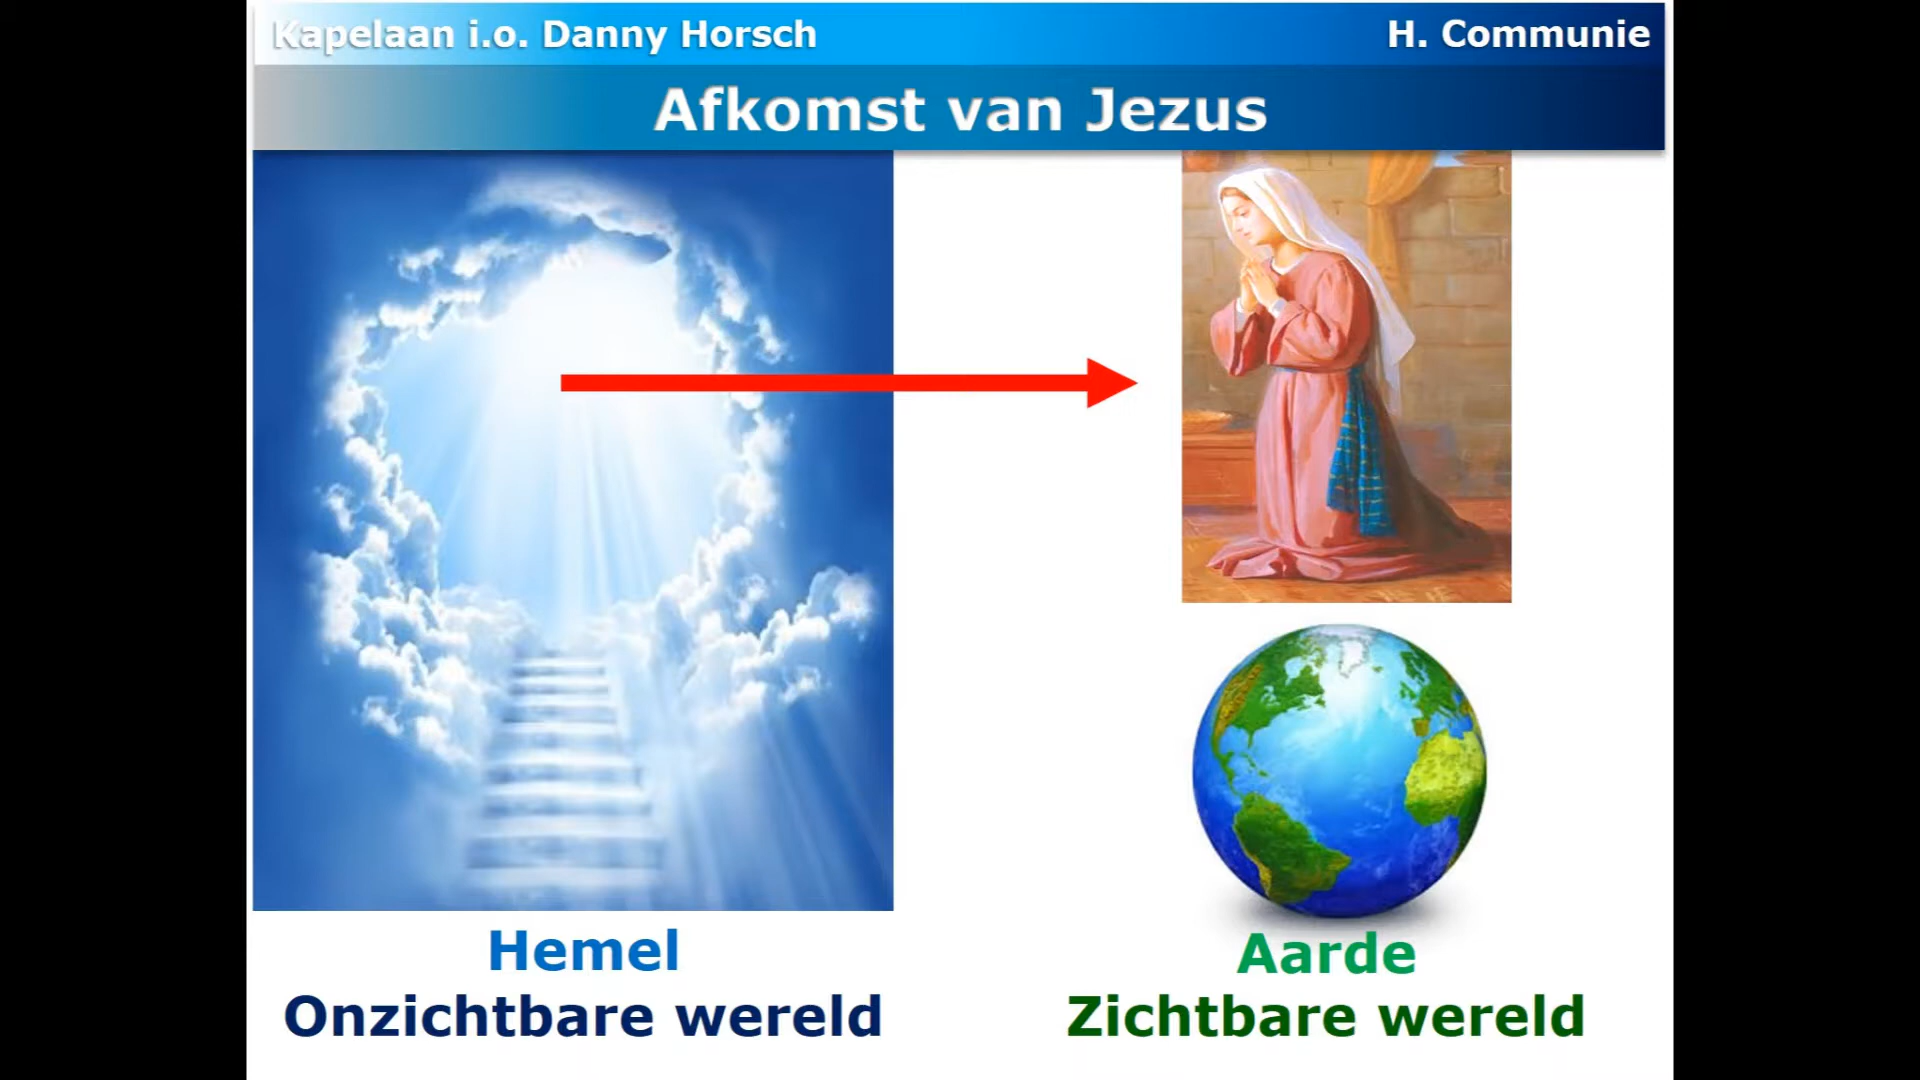 Kapelaan i.o. Danny Horsch
H. Communie
Afkomst van Jezus
Hemel
Onzichtbare wereld
Aarde
Zichtbare wereld